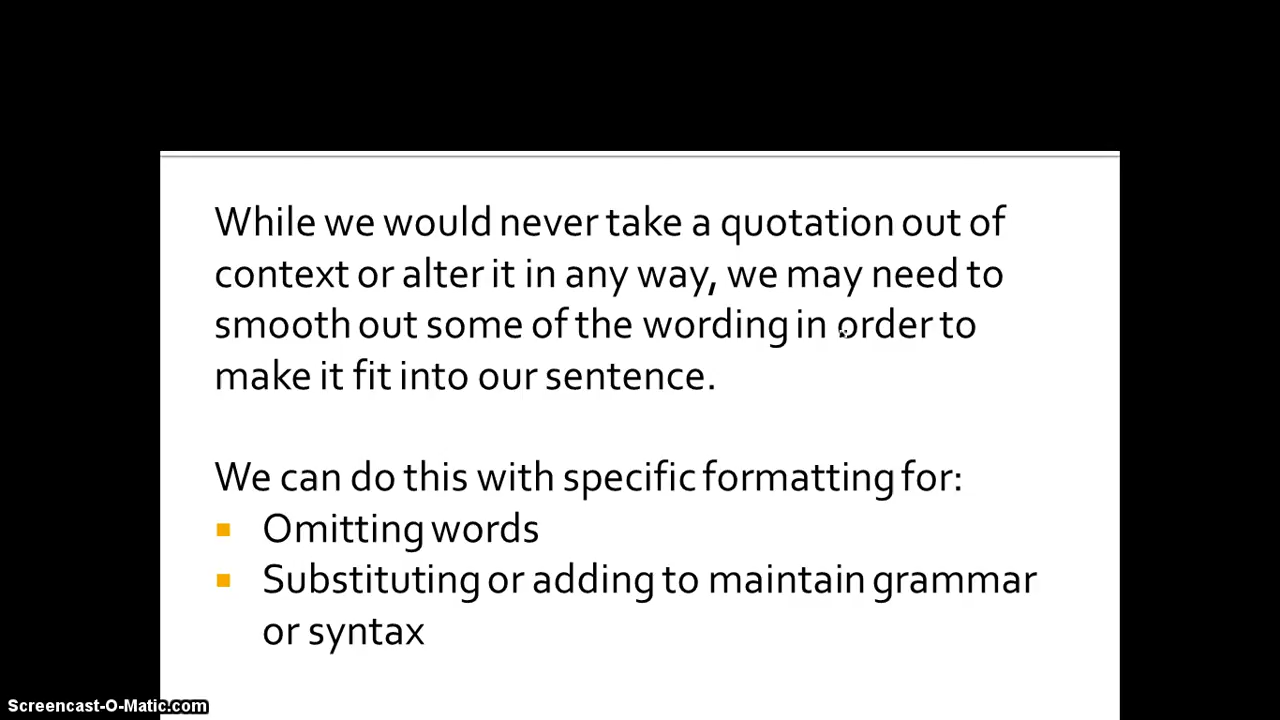 While we would never take a quotation out of
context or alter it in any way, we may need to
smooth out some of the wording in order to
make it fit into our sentence.
We can do this with specific formatting for:
Omitting words
Substituting or adding to maintain grammar
or syntax
Screencast-O-Matic.com